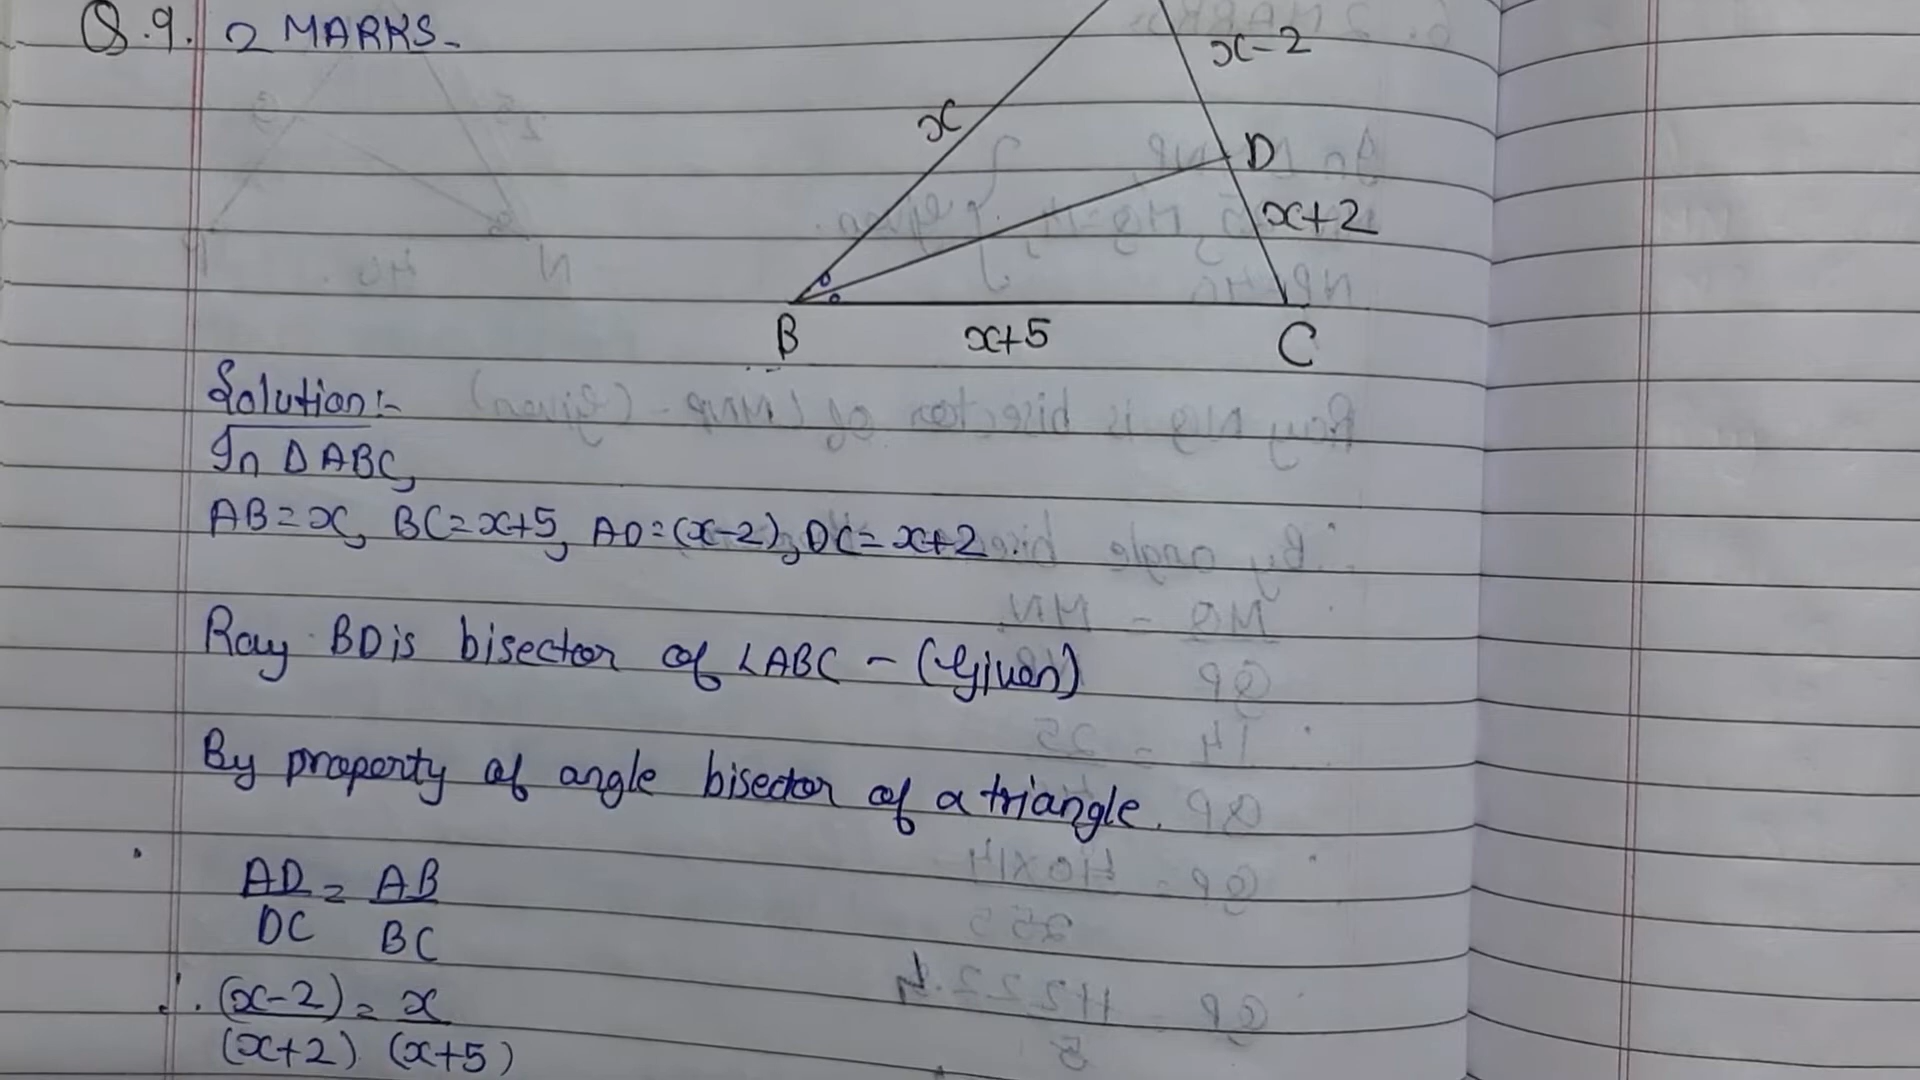 Q.9. 2 MARKS-
x-2
x
D
x+2
B x+5 C
Solution:-
In ΔABC,
AB=x, BC=x+5, AD=(x-2), DC=x+2.
Ray BD is bisector of ∠ABC - (Given)
By property of angle bisector of a triangle.
AD = AB
DC BC
∴ (x-2) = x
(x+2) (x+5)